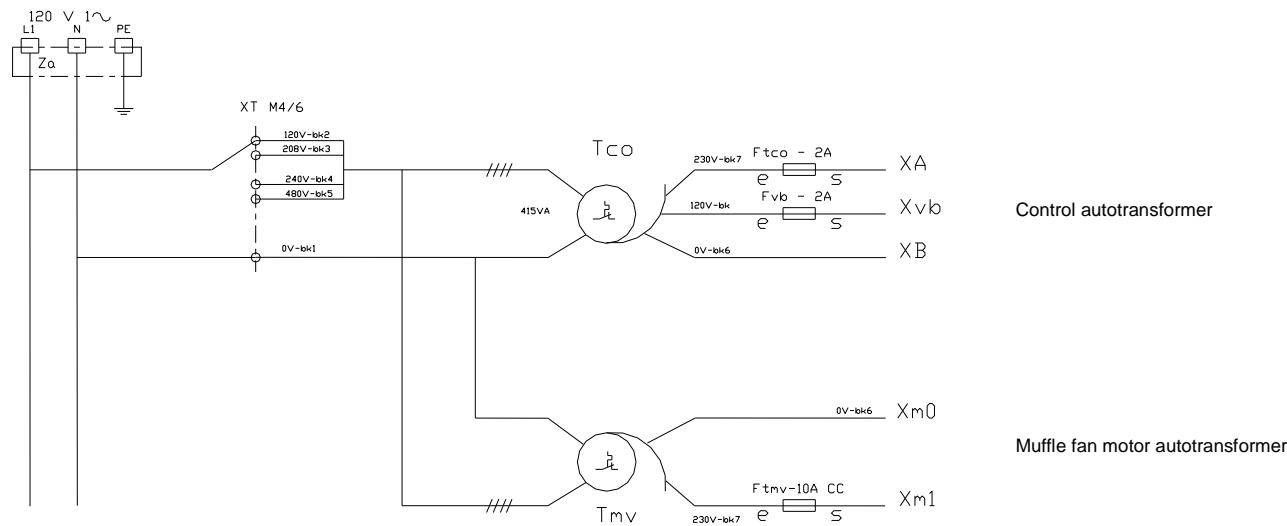 120 V 1~
L1 N PE
Za
XT M4/6
120V-bk2
208V-bk3
240V-bk4
480V-bk5
0V-bk1
415VA
Tco
230V-bk7
Ftco - 2A
e s
XA
120V-bk
Fvb - 2A
e s
Xvb
0V-bk6
XB
Control autotransformer
0V-bk6
Xm0
Muffle fan motor autotransformer
Tmv
230V-bk7
Ftmv-10A CC
e s
Xm1